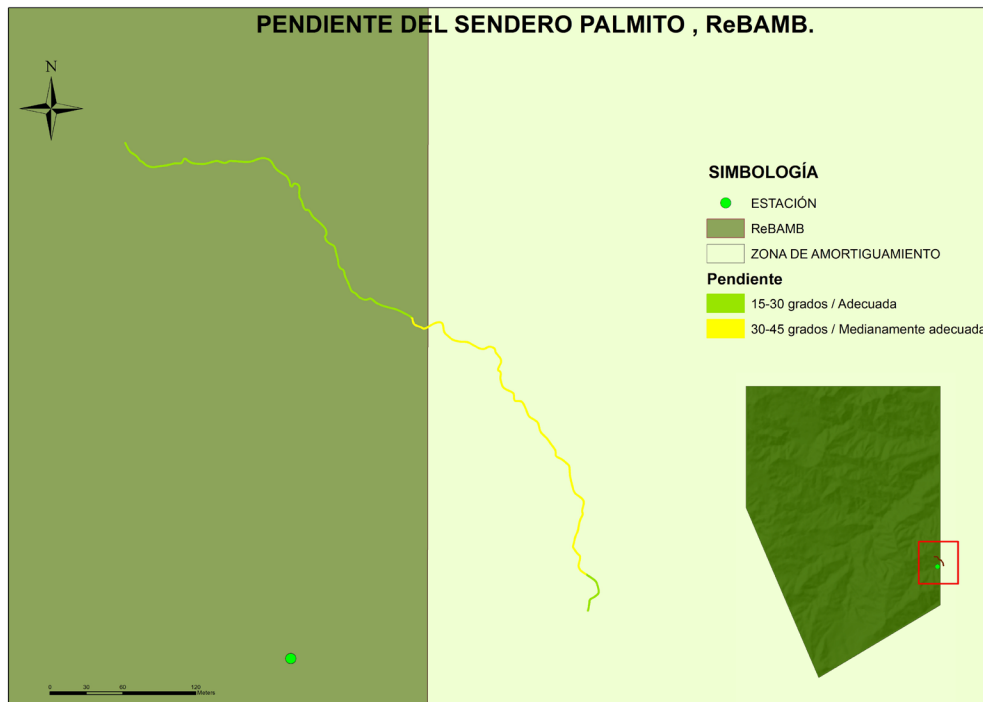 PENDIENTE DEL SENDERO PALMITO , ReBAMB.
N
SIMBOLOGÍA
ESTACIÓN
ReBAMB
ZONA DE AMORTIGUAMIENTO
Pendiente
15-30 grados / Adecuada
30-45 grados / Medianamente adecuada
0 30 60 120
Meters